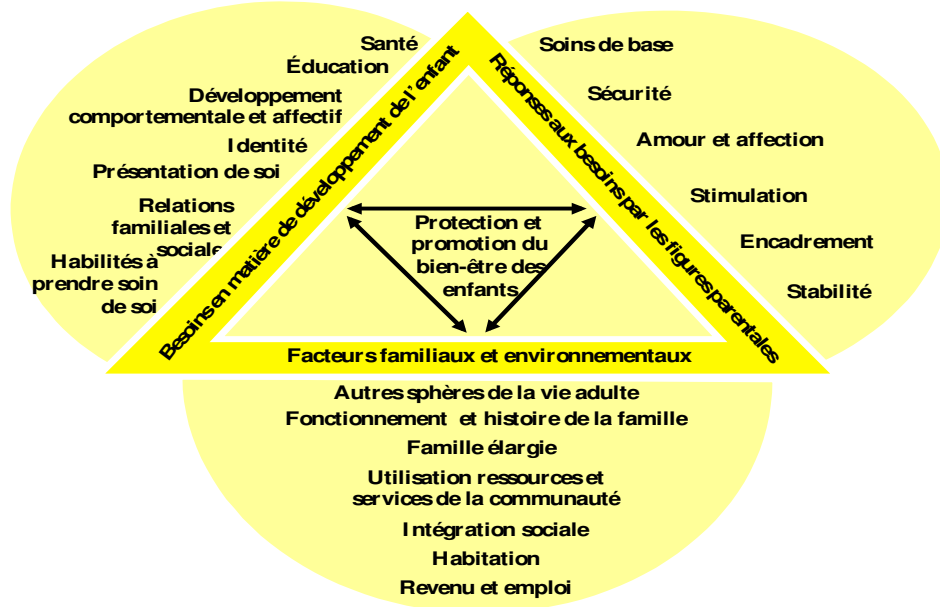 Santé
Éducation
Développement
comportementale et affectif
Identité
Présentation de soi
Relations
familiales et
sociale
Habilités à
prendre soin
de soi
Besoins en matière de développement de l'enfant
Réponses aux besoins par les figures parentales
Soins de base
Sécurité
Amour et affection
Stimulation
Encadrement
Stabilité
Protection et
promotion du
bien-être des
enfants
Facteurs familiaux et environnementaux
Autres sphères de la vie adulte
Fonctionnement et histoire de la famille
Famille élargie
Utilisation ressources et
services de la communauté
Intégration sociale
Habitation
Revenu et emploi